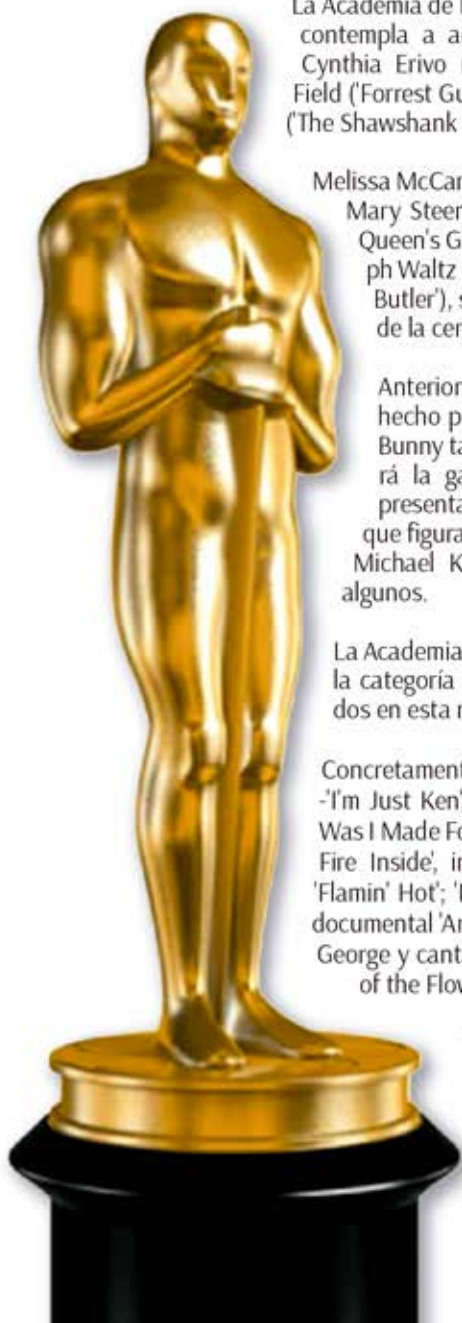 La Academia de
contempla a a
Cynthia Erivo
Field ('Forrest Gu
('The Shawshank
Melissa McCar
Mary Steen
Queen's G
ph Waltz
Butler'), s
de la cer
Anterior
hecho p
Bunny ta
rá la ga
presenta
que figura
Michael K
algunos.
La Academia
la categoría
dos en esta r
Concretament
-'I'm Just Ken'
Was I Made Fo
Fire Inside', in
'Flamin' Hot'; 'I
documental 'Ar
George y cant
of the Flow